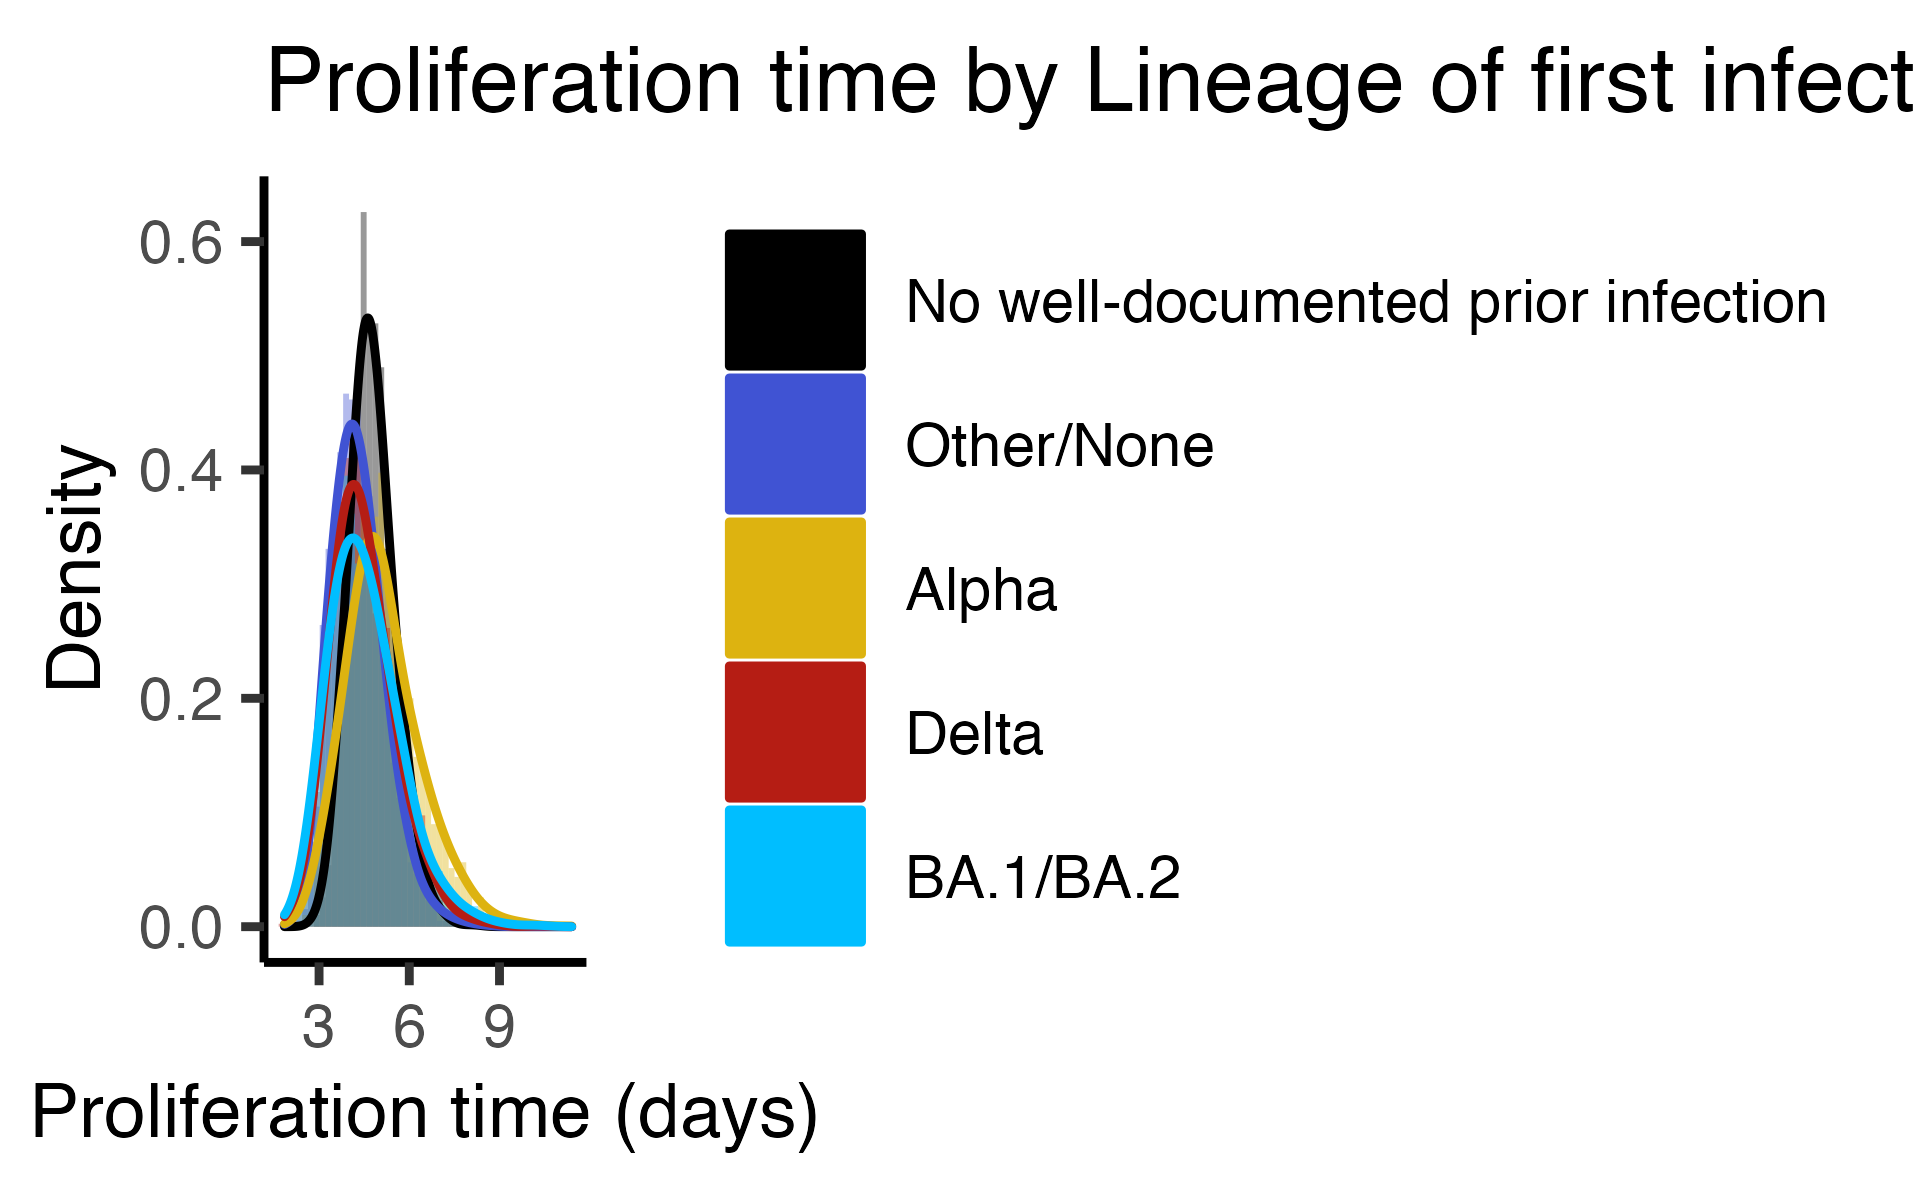 Proliferation time by Lineage of first infect
Density
0.6
0.4
0.2
0.0
3 6 9
Proliferation time (days)
No well-documented prior infection
Other/None
Alpha
Delta
BA.1/BA.2